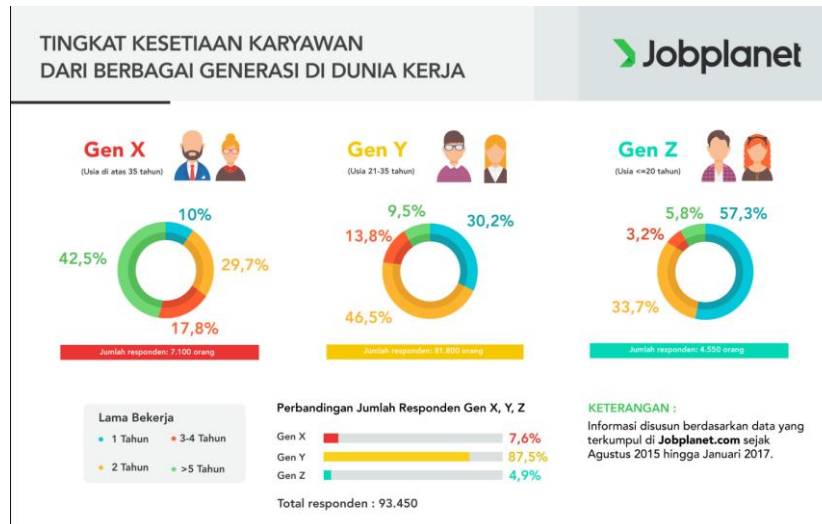 TINGKAT KESETIAAN KARYAWAN
DARI BERBAGAI GENERASI DI DUNIA KERJA
Jobplanet
Gen X
(Usia di atas 35 tahun)
10%
29,7%
17,8%
42,5%
Jumlah responden: 7.100 orang
Gen Y
(Usia 21-35 tahun)
30,2%
46,5%
13,8%
9,5%
Jumlah responden: 81.800 orang
Gen Z
(Usia <=20 tahun)
57,3%
33,7%
3,2%
5,8%
Jumlah responden: 4.550 orang
Lama Bekerja
1 Tahun
3-4 Tahun
2 Tahun
>5 Tahun
Perbandingan Jumlah Responden Gen X, Y, Z
Gen X 7,6%
Gen Y 87,5%
Gen Z 4,9%
Total responden : 93.450
KETERANGAN :
Informasi disusun berdasarkan data yang
terkumpul di Jobplanet.com sejak
Agustus 2015 hingga Januari 2017.